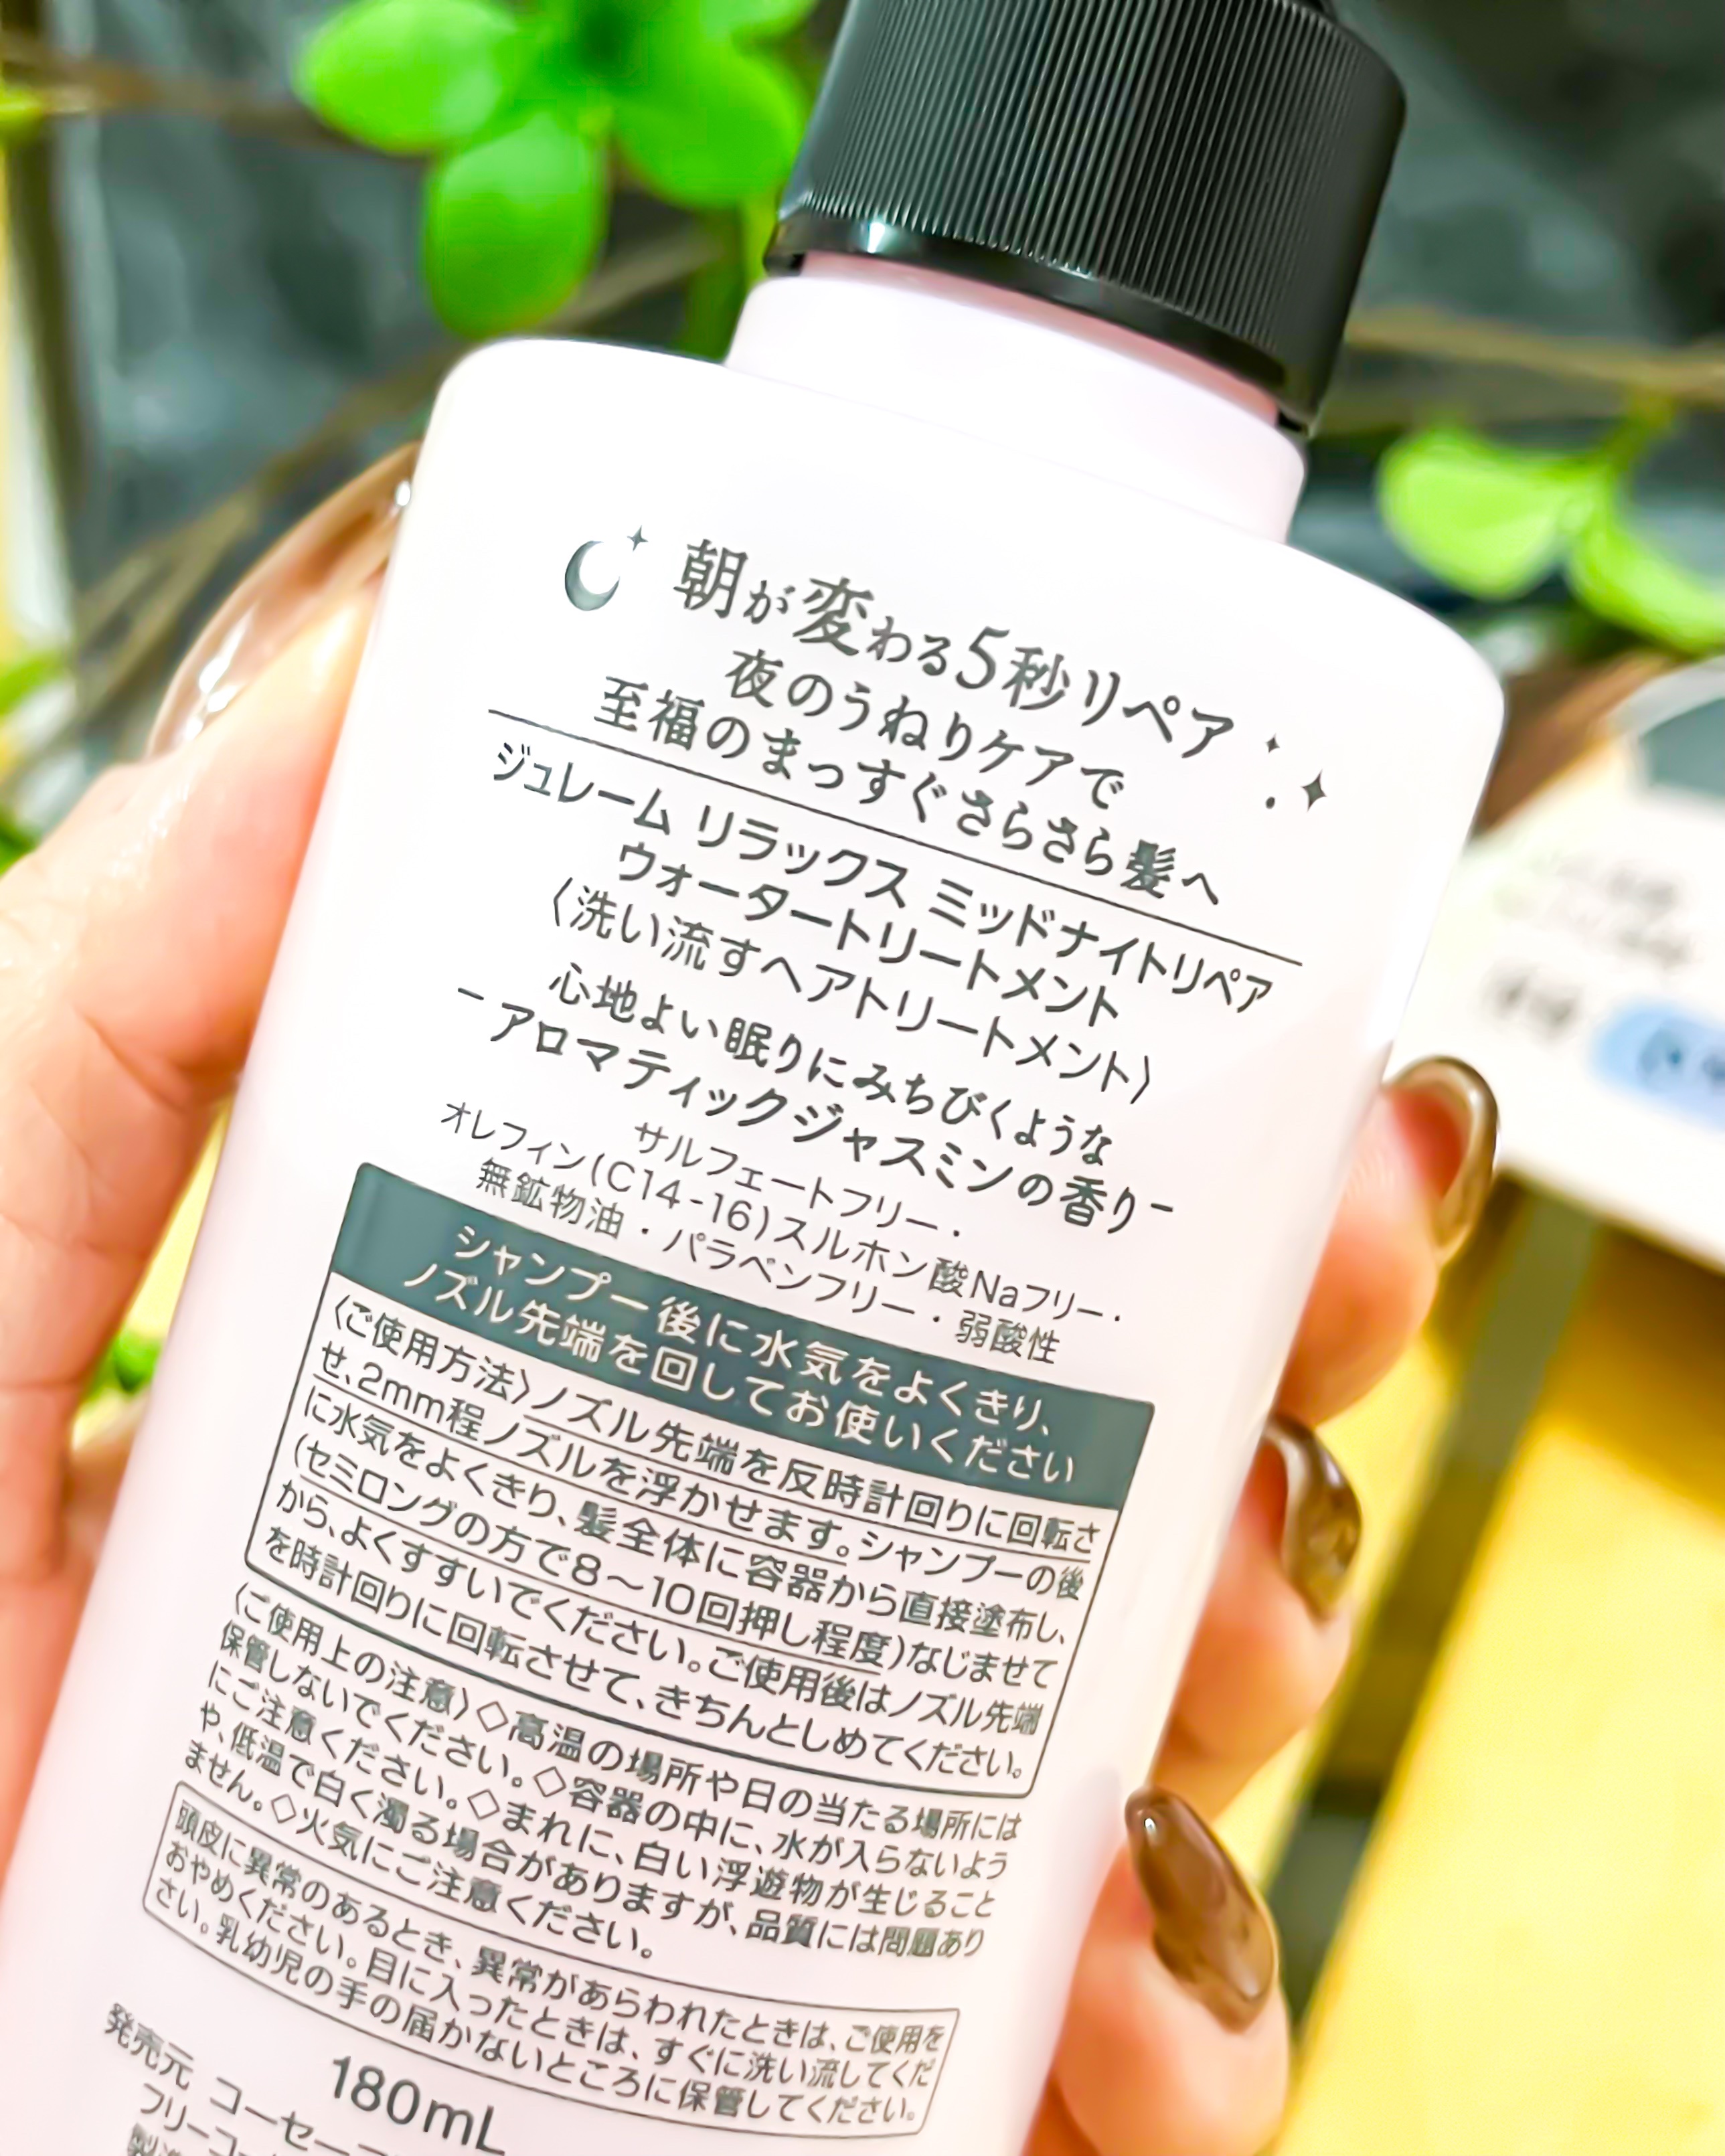 朝が変わる5秒リペア
夜のうねりケアで
至福のまっすぐさらさら髪へ
ジュレーム リラックス ミッドナイトリペア
ウォータートリートメント
〈洗い流すヘアトリートメント〉
心地よい眠りにみちびくような
-アロマティックジャスミンの香り-
サルフェートフリー・
オレフィン(C14-16)スルホン酸Naフリー・
無鉱物油・パラベンフリー・弱酸性
シャンプー後に水気をよくきり、
ノズル先端を回してお使いください
〈ご使用方法〉ノズル先端を反時計回りに回転さ
せ、2mm程ノズルを浮かせます。シャンプーの後
に水気をよくきり、髪全体に容器から直接塗布し、
(セミロングの方で8〜10回押し程度)なじませて
から、よくすすいでください。ご使用後はノズル先端
を時計回りに回転させて、きちんとしめてください。
〈ご使用上の注意〉◇高温の場所や日の当たる場所には
保管しないでください。◇容器の中に、水が入らないよう
にご注意ください。◇まれに、白い浮遊物が生じること
や、低温で白く濁る場合がありますが、品質には問題あり
ません。◇火気にご注意ください。
頭皮に異常のあるとき、異常があらわれたときは、ご使用を
おやめください。目に入ったときは、すぐに洗い流してくだ
さい。乳幼児の手の届かないところに保管してください。
180mL
発売元 コーセー
フリーコー
製造